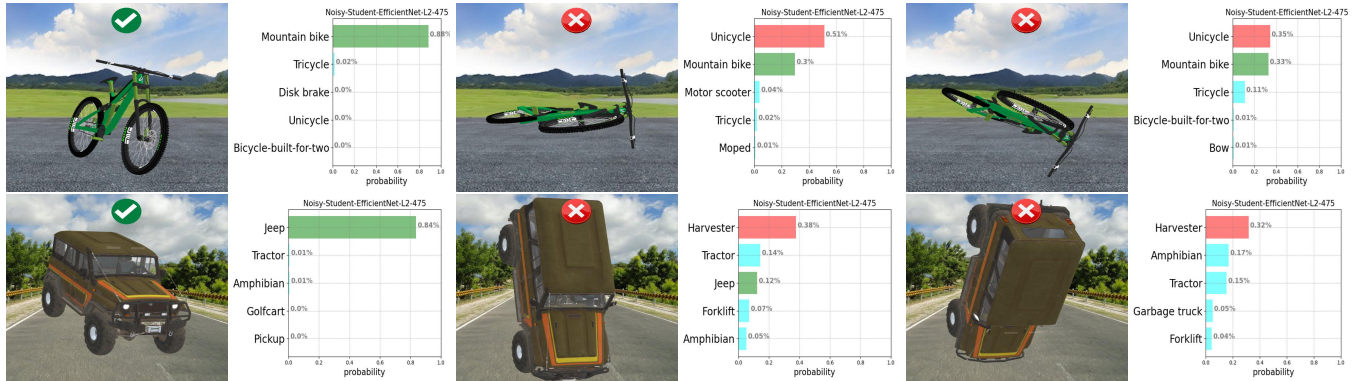 Noisy-Student-EfficientNet-L2-475
Mountain bike
0.88%
Tricycle
0.02%
Disk brake
0.0%
Unicycle
0.0%
Bicycle-built-for-two
0.0%
0.0 0.2 0.4 0.6 0.8 1.0
probability
Noisy-Student-EfficientNet-L2-475
Unicycle
0.51%
Mountain bike
0.3%
Motor scooter
0.04%
Tricycle
0.02%
Moped
0.01%
0.0 0.2 0.4 0.6 0.8 1.0
probability
Noisy-Student-EfficientNet-L2-475
Unicycle
0.35%
Mountain bike
0.33%
Tricycle
0.11%
Bicycle-built-for-two
0.01%
Bow
0.01%
0.0 0.2 0.4 0.6 0.8 1.0
probability
Noisy-Student-EfficientNet-L2-475
Jeep
0.84%
Tractor
0.01%
Amphibian
0.01%
Golfcart
0.0%
Pickup
0.0%
0.0 0.2 0.4 0.6 0.8 1.0
probability
Noisy-Student-EfficientNet-L2-475
Harvester
0.38%
Tractor
0.14%
Jeep
0.12%
Forklift
0.07%
Amphibian
0.05%
0.0 0.2 0.4 0.6 0.8 1.0
probability
Noisy-Student-EfficientNet-L2-475
Harvester
0.32%
Amphibian
0.17%
Tractor
0.15%
Garbage truck
0.05%
Forklift
0.04%
0.0 0.2 0.4 0.6 0.8 1.0
probability